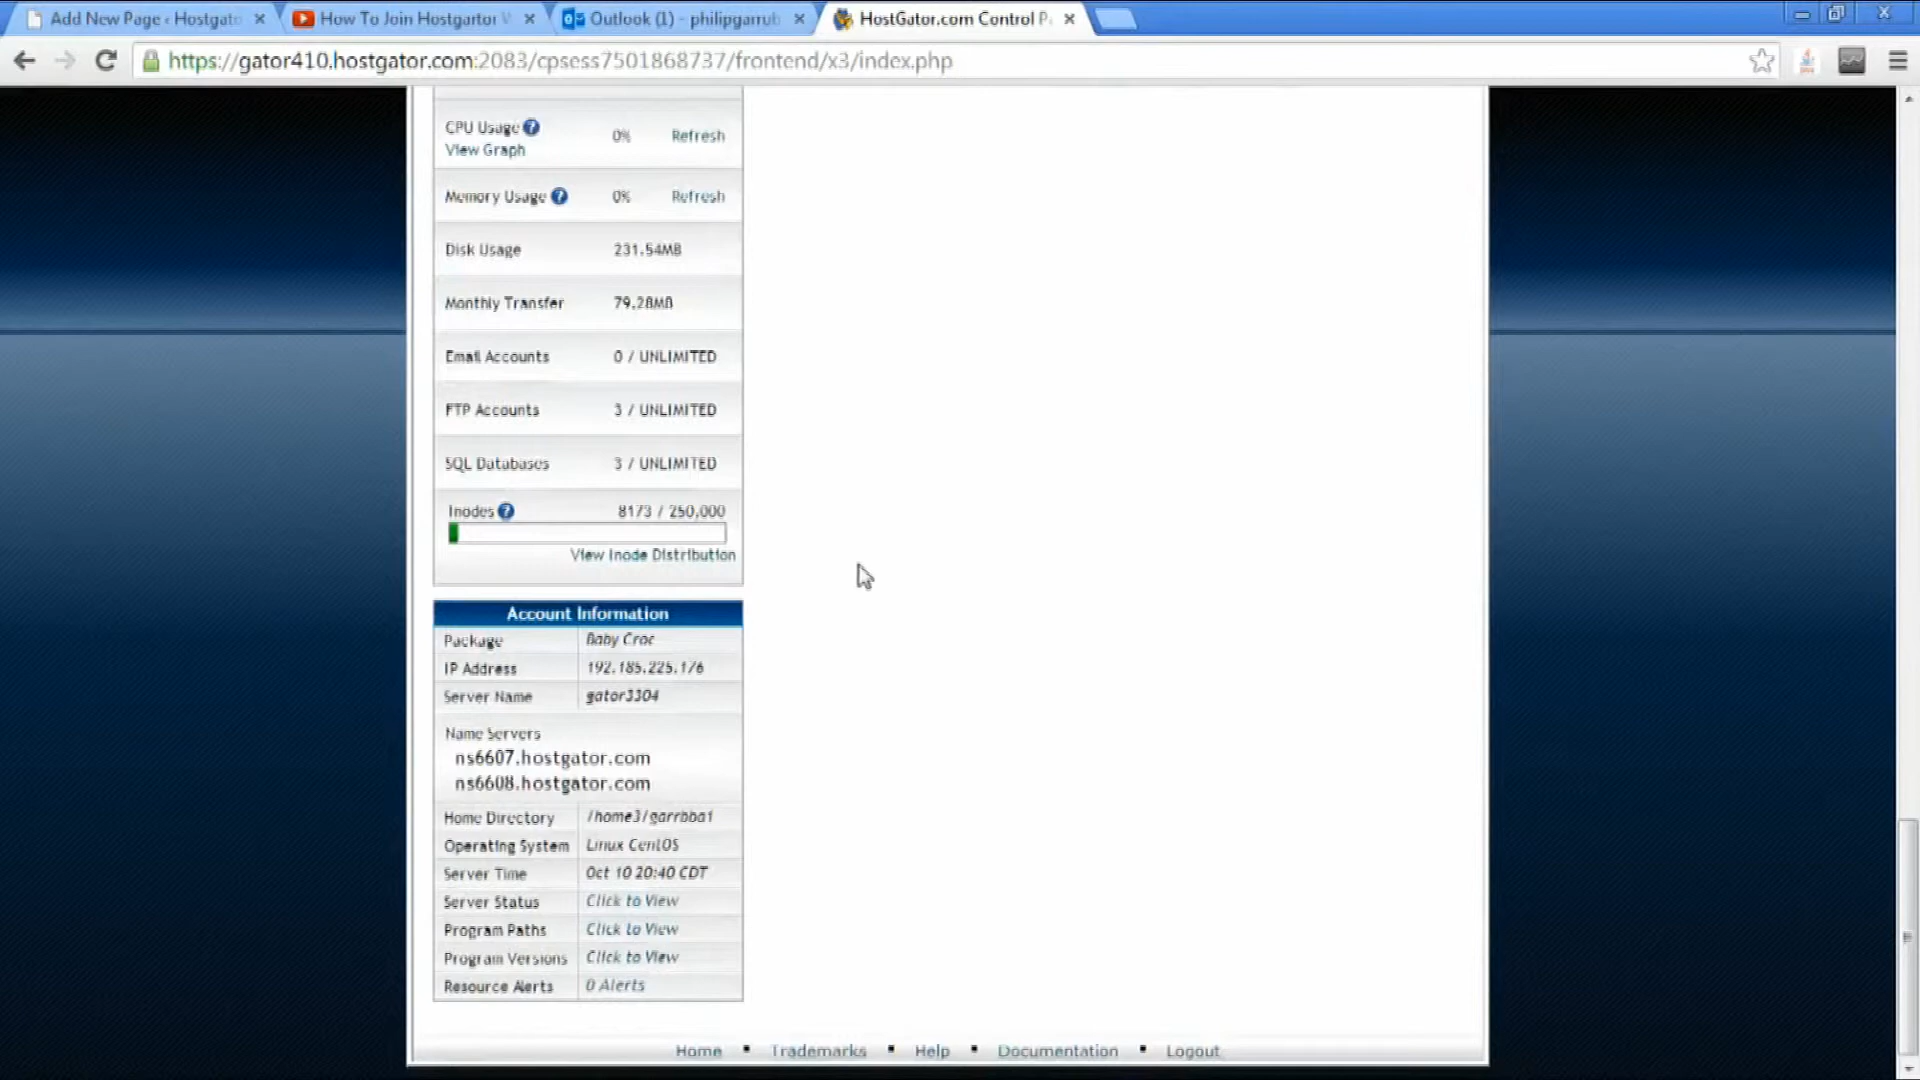 Add New Page ‹ Hostgato
How To Join Hostgartor V
Outlook (1) - philipgarrub
HostGator.com Control P
https://gator410.hostgator.com:2083/cpsess7501868737/frontend/x3/index.php
CPU Usage 0% Refresh
View Graph
Memory Usage 0% Refresh
Disk Usage 231.54MB
Monthly Transfer 79.28MB
Email Accounts 0 / UNLIMITED
FTP Accounts 3 / UNLIMITED
SQL Databases 3 / UNLIMITED
Inodes 8173 / 250,000
View Inode Distribution
Account Information
Package Baby Croc
IP Address 192.185.225.176
Server Name gator3304
Name Servers
ns6607.hostgator.com
ns6608.hostgator.com
Home Directory
Operating System Linux CentOS
Server Time Oct 10 20:40 CDT
Server Status Click to View
Program Paths Click to View
Program Versions Click to View
Resource Alerts 0 Alerts
Home ▪ Trademarks ▪ Help ▪ Documentation ▪ Logout